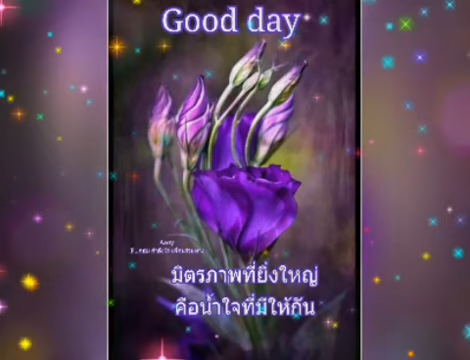 Good day
มิตรภาพที่ยิ่งใหญ่
คือน้ำใจที่มีให้กัน